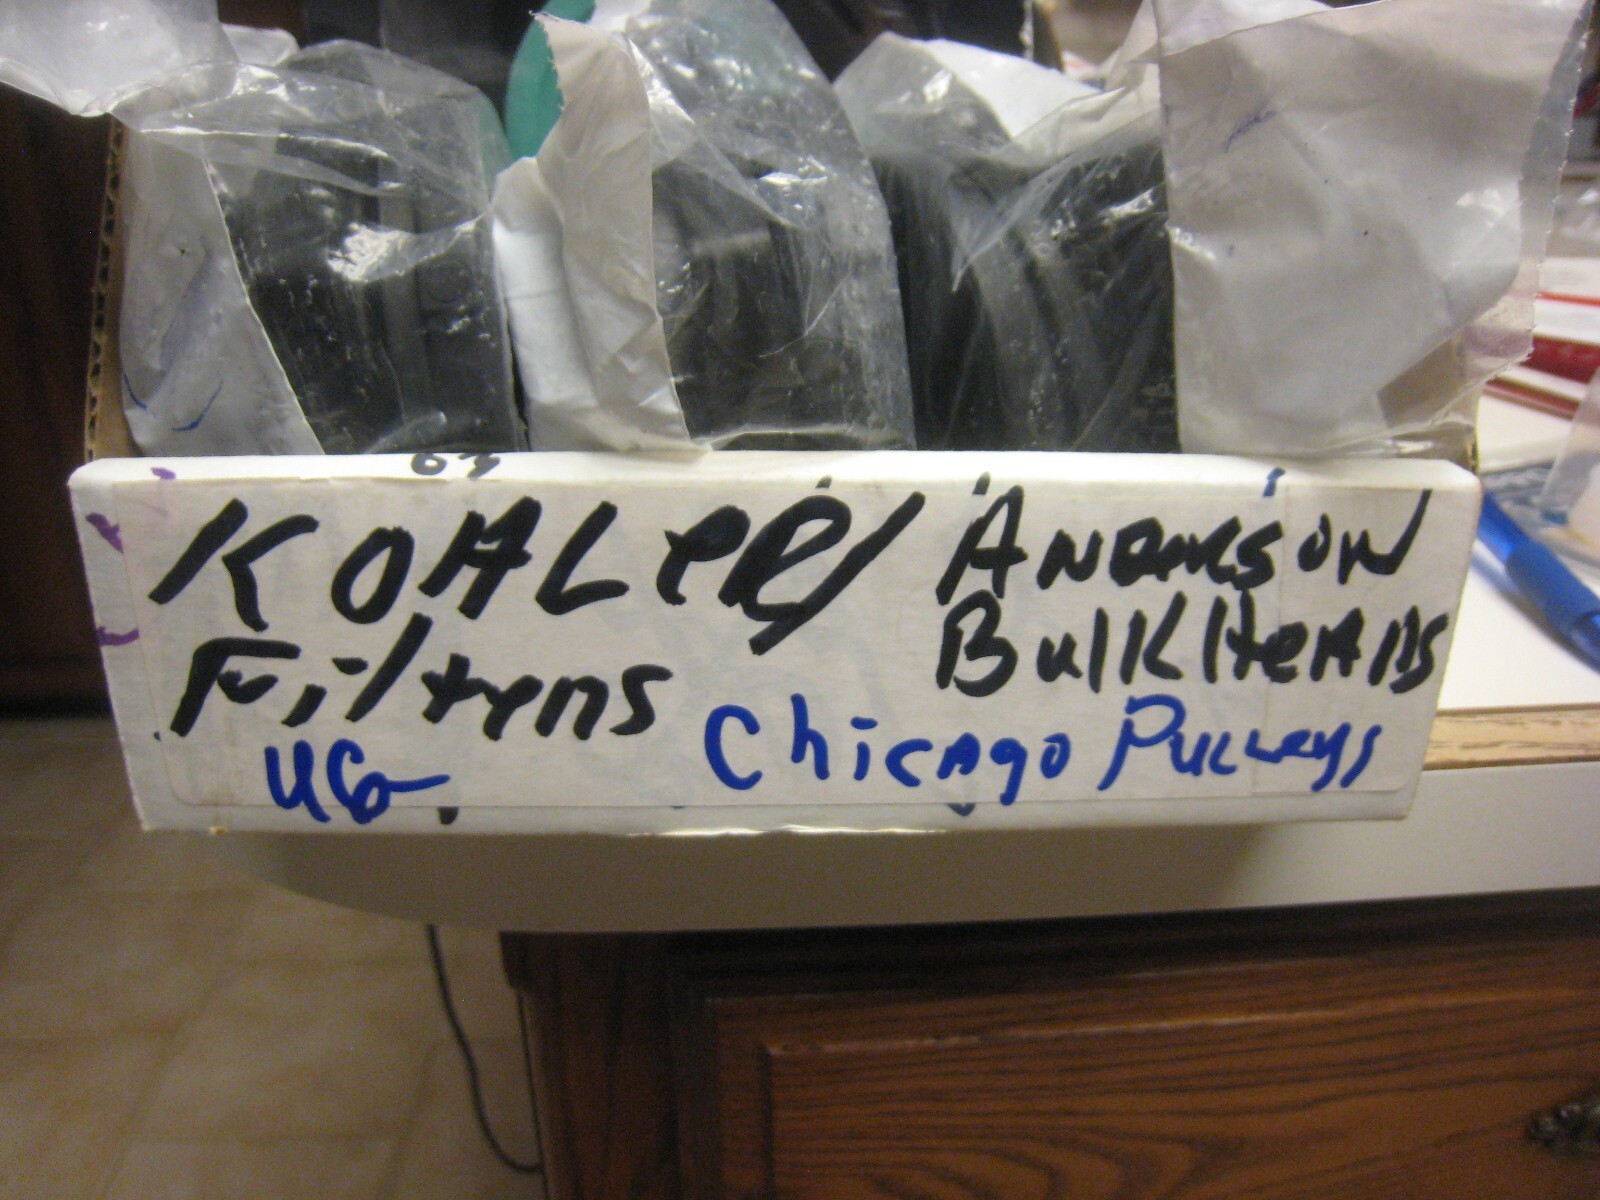 KOHLER/ ANDERSON
Filters BulkHeADS
UG Chicago Pulleys